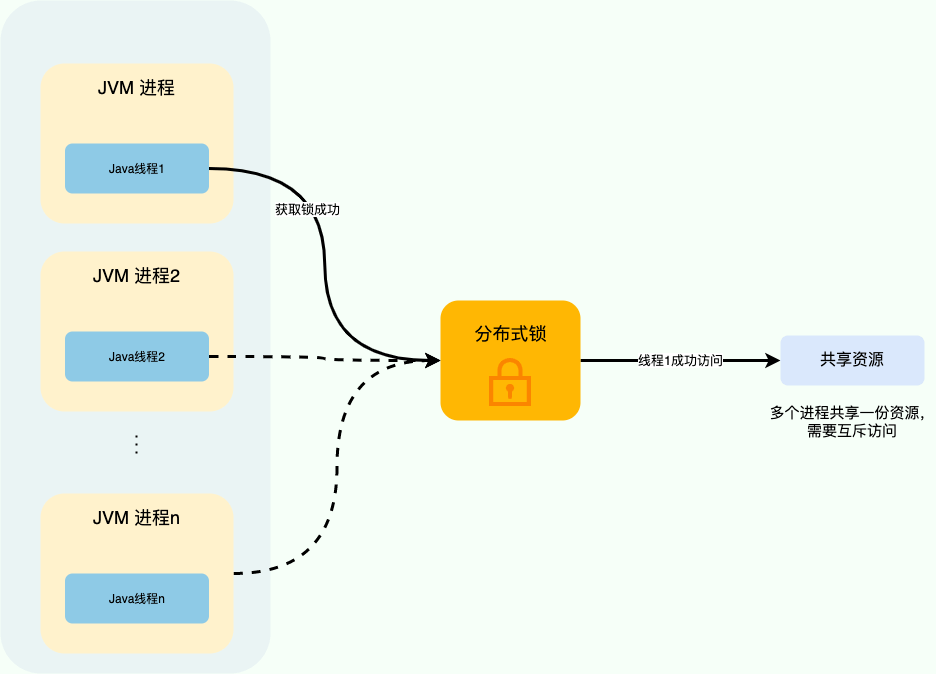 JVM 进程
Java线程1
获取锁成功
JVM 进程2
Java线程2
分布式锁
线程1成功访问
共享资源
多个进程共享一份资源，
需要互斥访问
JVM 进程n
Java线程n